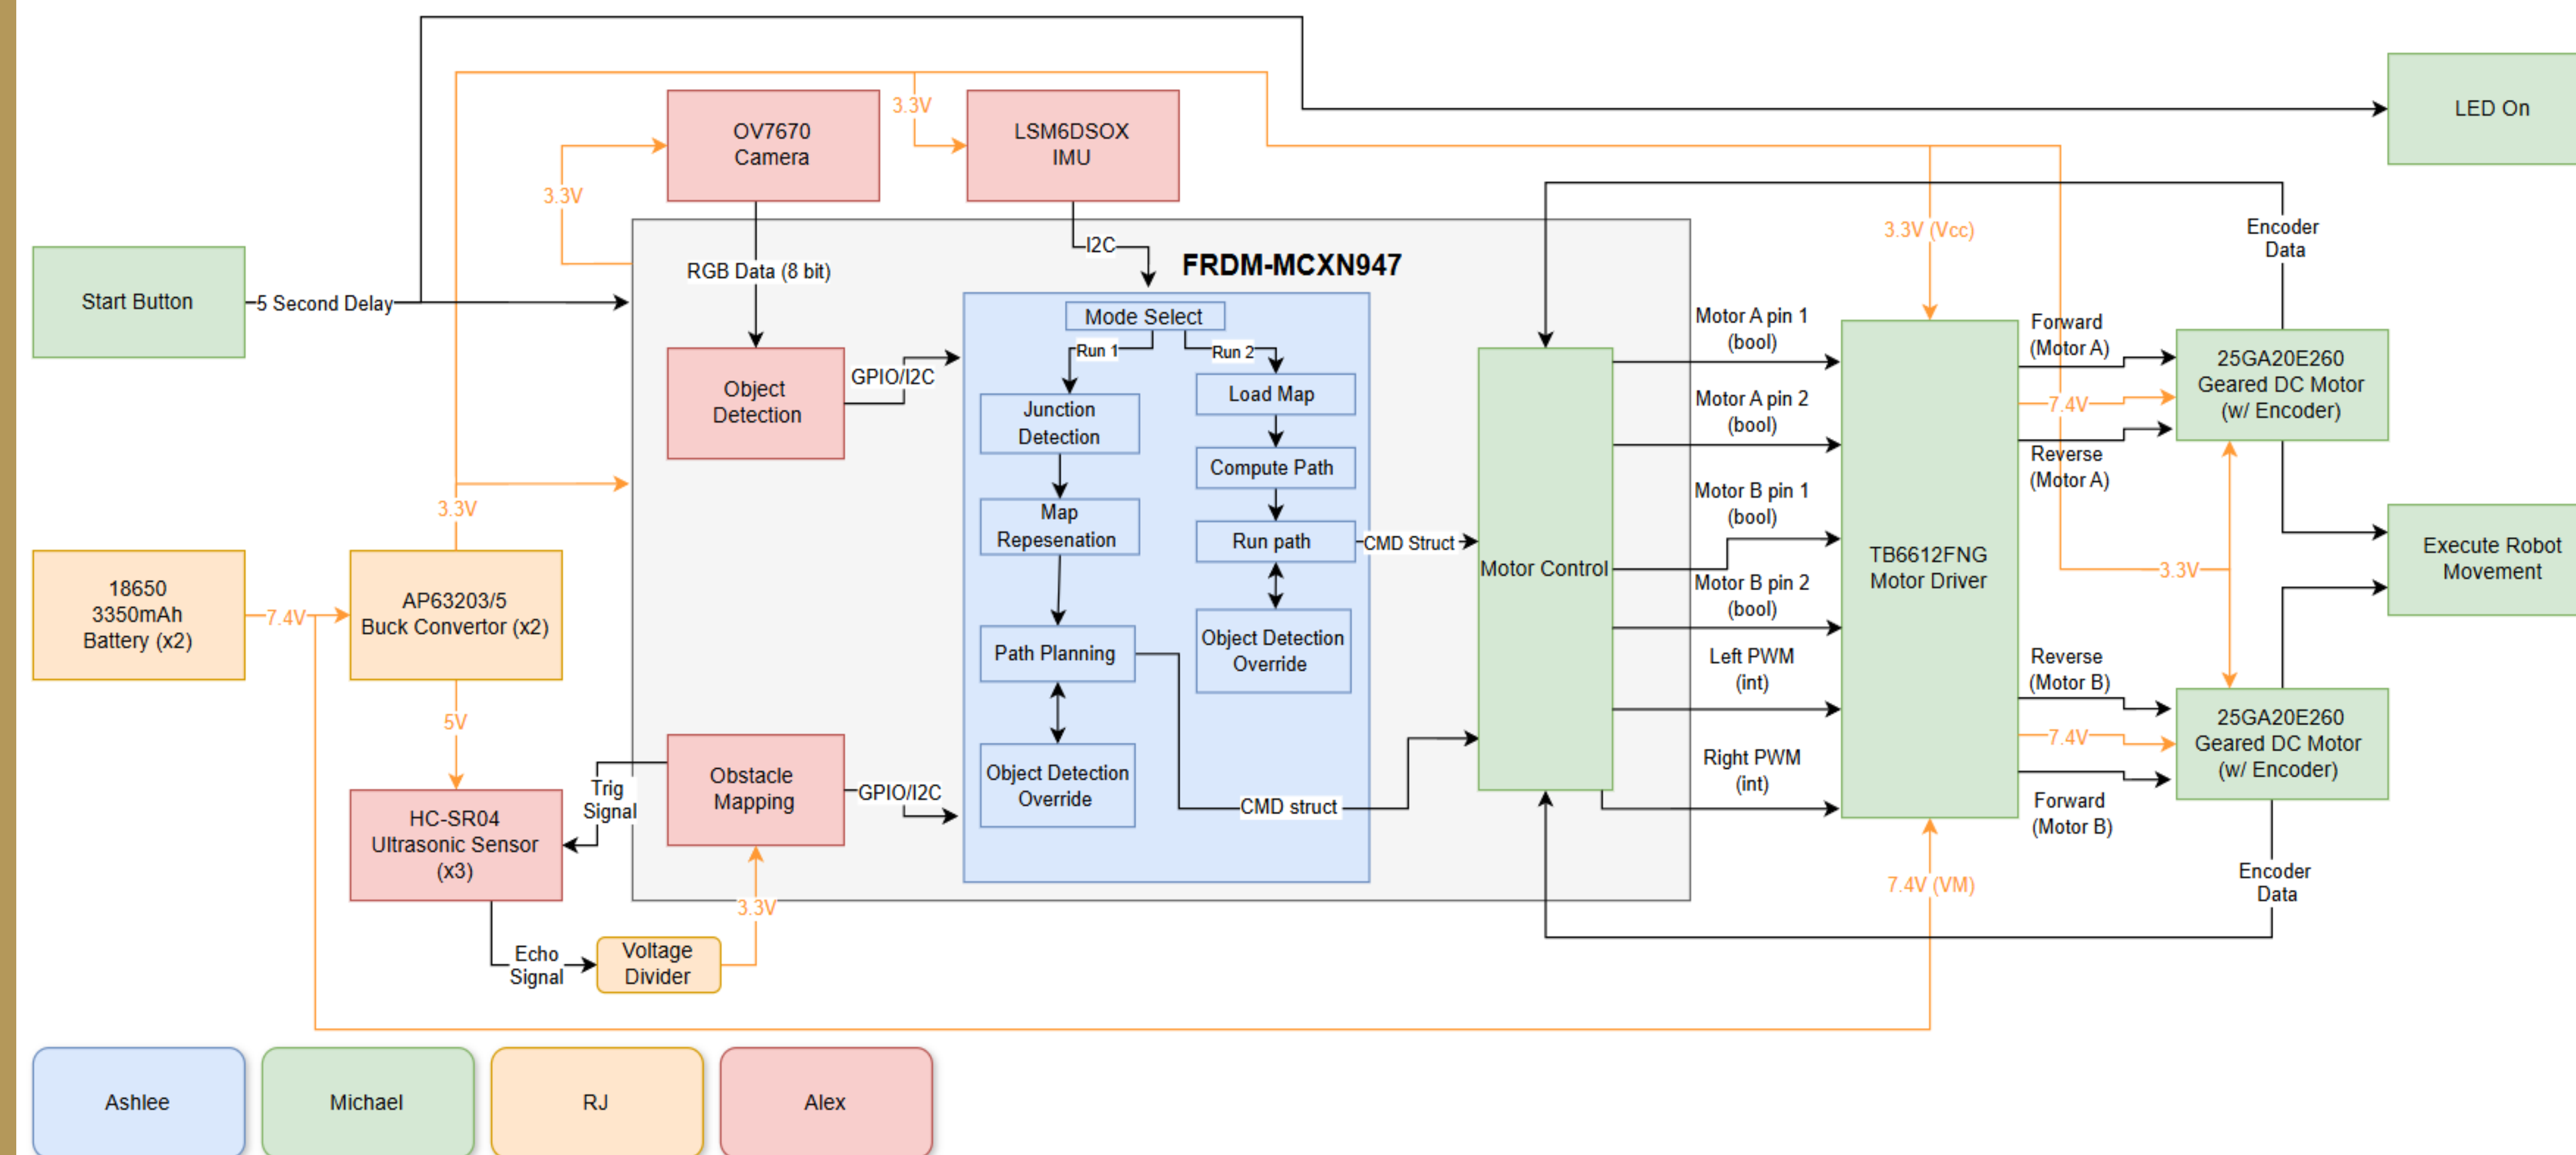 LED On
3.3V
OV7670
Camera
LSM6DSOX
IMU
3.3V
3.3V (Vcc)
Encoder
Data
Start Button
5 Second Delay
RGB Data (8 bit)
I2C
FRDM-MCXN947
Mode Select
Run 1
Run 2
Object
Detection
GPIO/I2C
Junction
Detection
Load Map
Map
Repesenation
Compute Path
Run path
CMD Struct
Path Planning
Object Detection
Override
Object Detection
Override
CMD struct
Motor Control
Motor A pin 1
(bool)
Motor A pin 2
(bool)
Motor B pin 1
(bool)
Motor B pin 2
(bool)
Left PWM
(int)
Right PWM
(int)
TB6612FNG
Motor Driver
Forward
(Motor A)
7.4V
Reverse
(Motor A)
25GA20E260
Geared DC Motor
(w/ Encoder)
3.3V
Execute Robot
Movement
Reverse
(Motor B)
7.4V
Forward
(Motor B)
25GA20E260
Geared DC Motor
(w/ Encoder)
Encoder
Data
7.4V (VM)
3.3V
18650
3350mAh
Battery (x2)
7.4V
AP63203/5
Buck Convertor (x2)
5V
HC-SR04
Ultrasonic Sensor
(x3)
Trig
Signal
Obstacle
Mapping
GPIO/I2C
3.3V
Echo
Signal
Voltage
Divider
Ashlee
Michael
RJ
Alex